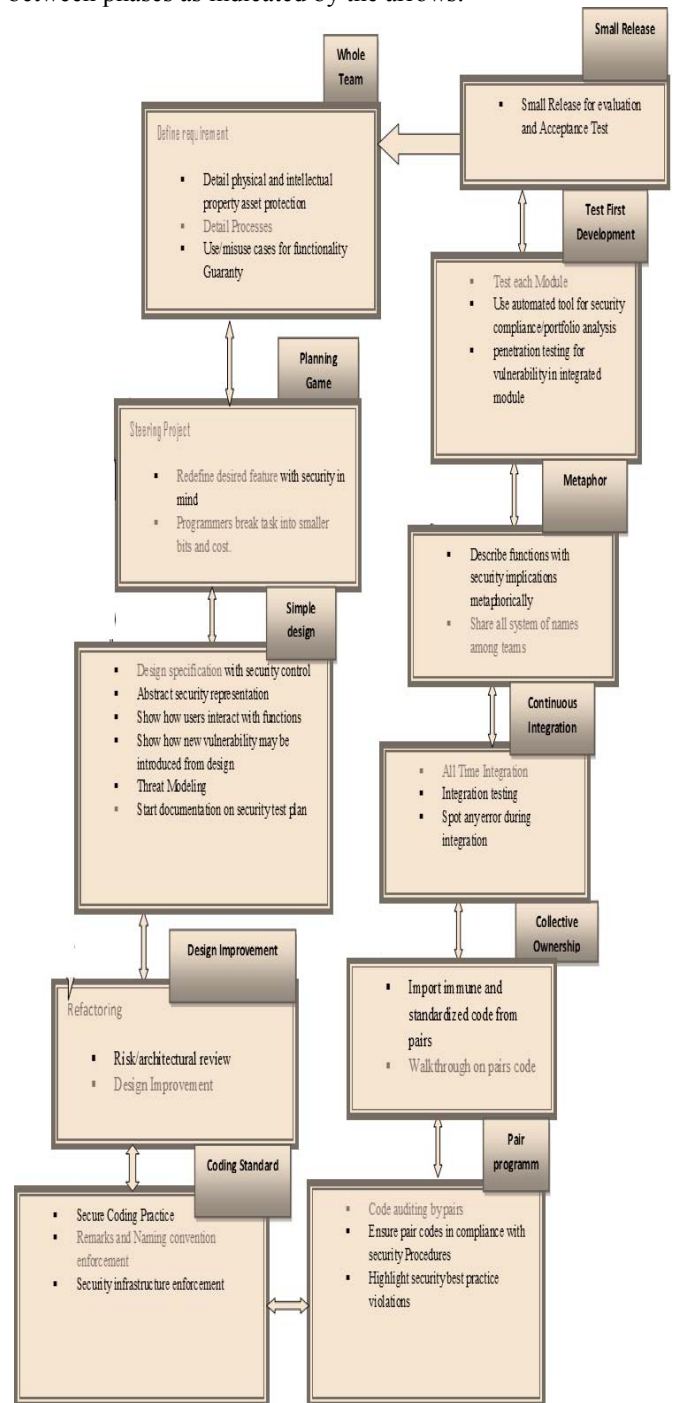 between phases as indicated by the arrows.
Small Release
▪ Small Release for evaluation
and Acceptance Test
Whole
Team
Define requirement
▪ Detail physical and intellectual
property asset protection
▪ Detail Processes
▪ Use/misuse cases for functionality
Guaranty
Test First
Development
▪ Test each Module
▪ Use automated tool for security
compliance/portfolio analysis
▪ penetration testing for
vulnerability in integrated
module
Planning
Game
Steering Project
▪ Redefine desired feature with security in
mind
▪ Programmers break task into smaller
bits and cost.
Metaphor
▪ Describe functions with
security implications
metaphorically
▪ Share all system of names
among teams
Simple
design
▪ Design specification with security control
▪ Abstract security representation
▪ Show how users interact with functions
▪ Show how new vulnerability may be
introduced from design
▪ Threat Modeling
▪ Start documentation on security test plan
Continuous
Integration
▪ All Time Integration
▪ Integration testing
▪ Spot any error during
integration
Design Improvement
Refactoring
▪ Risk/architectural review
▪ Design Improvement
Collective
Ownership
▪ Import immune and
standardized code from
pairs
▪ Walkthrough on pairs code
Coding Standard
▪ Secure Coding Practice
▪ Remarks and Naming convention
enforcement
▪ Security infrastructure enforcement
Pair
programm
▪ Code auditing by pairs
▪ Ensure pair codes in compliance with
security Procedures
▪ Highlight security best practice
violations